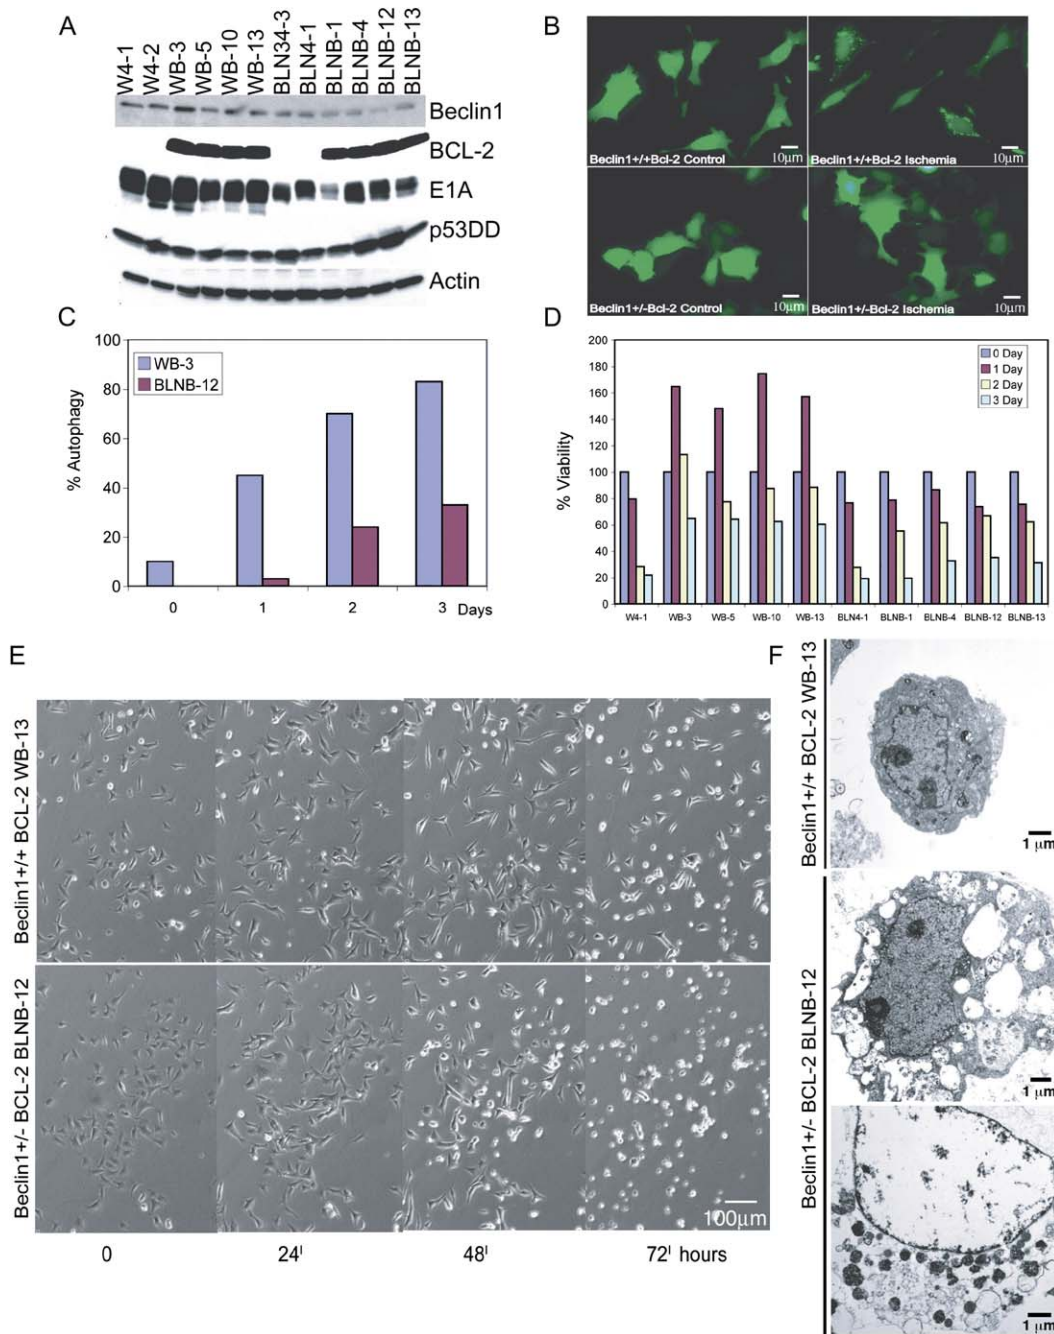 A
W4-1
W4-2
WB-3
WB-5
WB-10
WB-13
BLN34-3
BLN4-1
BLNB-1
BLNB-4
BLNB-12
BLNB-13
Beclin1
BCL-2
E1A
p53DD
Actin
B
Beclin1+/+Bcl-2 Control
10μm
Beclin1+/+Bcl-2 Ischemia
10μm
Beclin1+/-Bcl-2 Control
10μm
Beclin1+/-Bcl-2 Ischemia
10μm
C
% Autophagy
100
80
60
40
20
0
WB-3
BLNB-12
0 1 2 3 Days
D
% Viability
200
180
160
140
120
100
80
60
40
20
0
0 Day
1 Day
2 Day
3 Day
W4-1 WB-3 WB-5 WB-10 WB-13 BLN4-1 BLNB-1 BLNB-4 BLNB-12 BLNB-13
E
Beclin1+/+ BCL-2 WB-13
Beclin1+/- BCL-2 BLNB-12
100μm
0 24ˡ 48ˡ 72ˡ hours
F
Beclin1+/+ BCL-2 WB-13
1 μm
Beclin1+/- BCL-2 BLNB-12
1 μm
1 μm